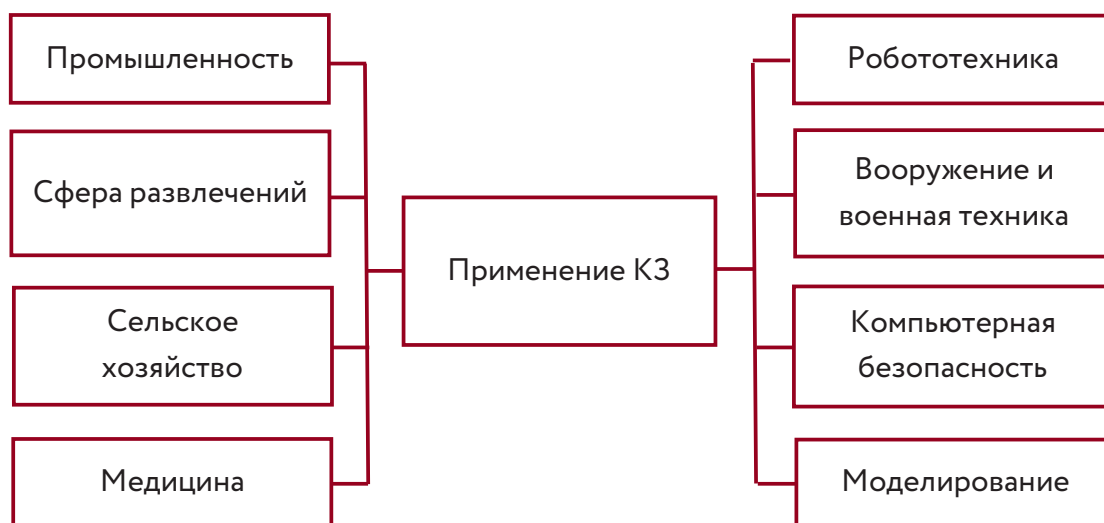 Промышленность
Сфера развлечений
Сельское
хозяйство
Медицина
Применение КЗ
Робототехника
Вооружение и
военная техника
Компьютерная
безопасность
Моделирование